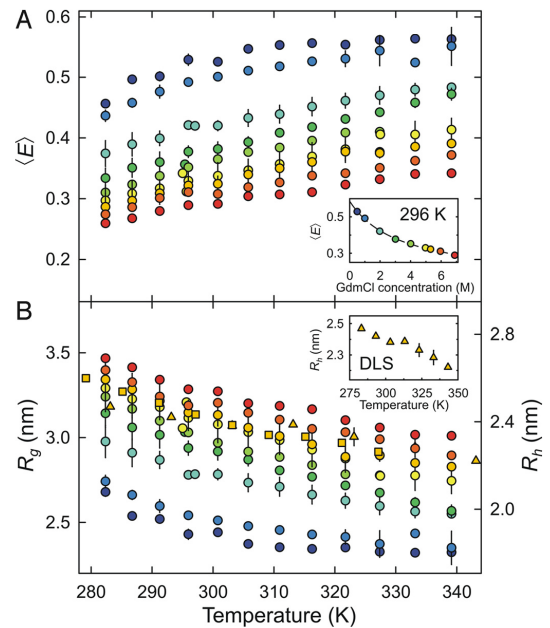 A
0.6
0.5
0.4
0.3
0.2
⟨E⟩
296 K
⟨E⟩
0.5
0.3
0 2 4 6
GdmCl concentration (M)
B
3.5
3.0
2.5
Rg (nm)
2.5
2.3
Rh (nm)
DLS
275 300 325 350
Temperature (K)
2.8
2.4
2.0
Rh (nm)
280 290 300 310 320 330 340
Temperature (K)